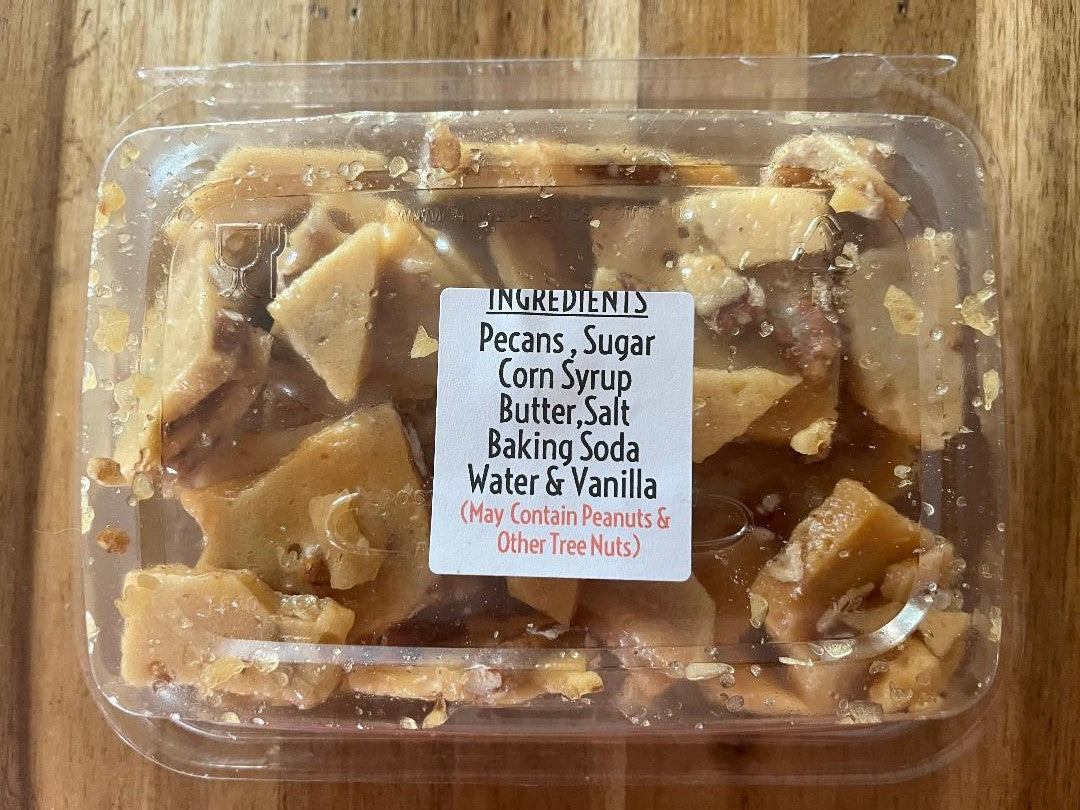 INGREDIENTS
Pecans, Sugar
Corn Syrup
Butter,Salt
Baking Soda
Water & Vanilla
(May Contain Peanuts &
Other Tree Nuts)